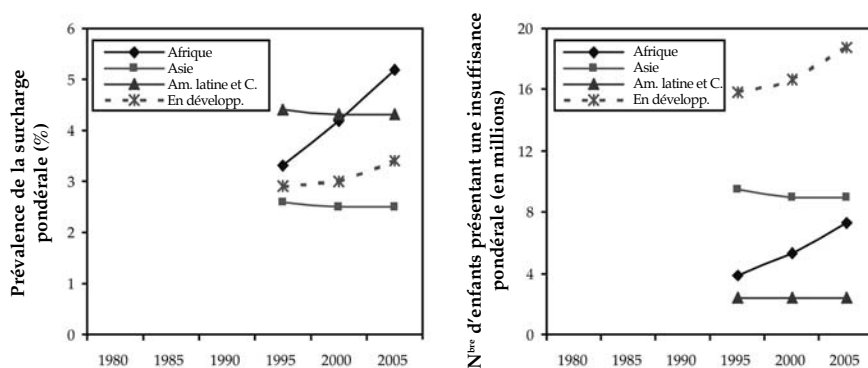 Prévalence de la surcharge
pondérale (%)
6
5
4
3
2
1
0
Afrique
Asie
Am. latine et C.
En développ.
1980 1985 1990 1995 2000 2005
Nbre d'enfants présentant une insuffisance
pondérale (en millions)
20
16
12
8
4
0
Afrique
Asie
Am. latine et C.
En développ.
1980 1985 1990 1995 2000 2005